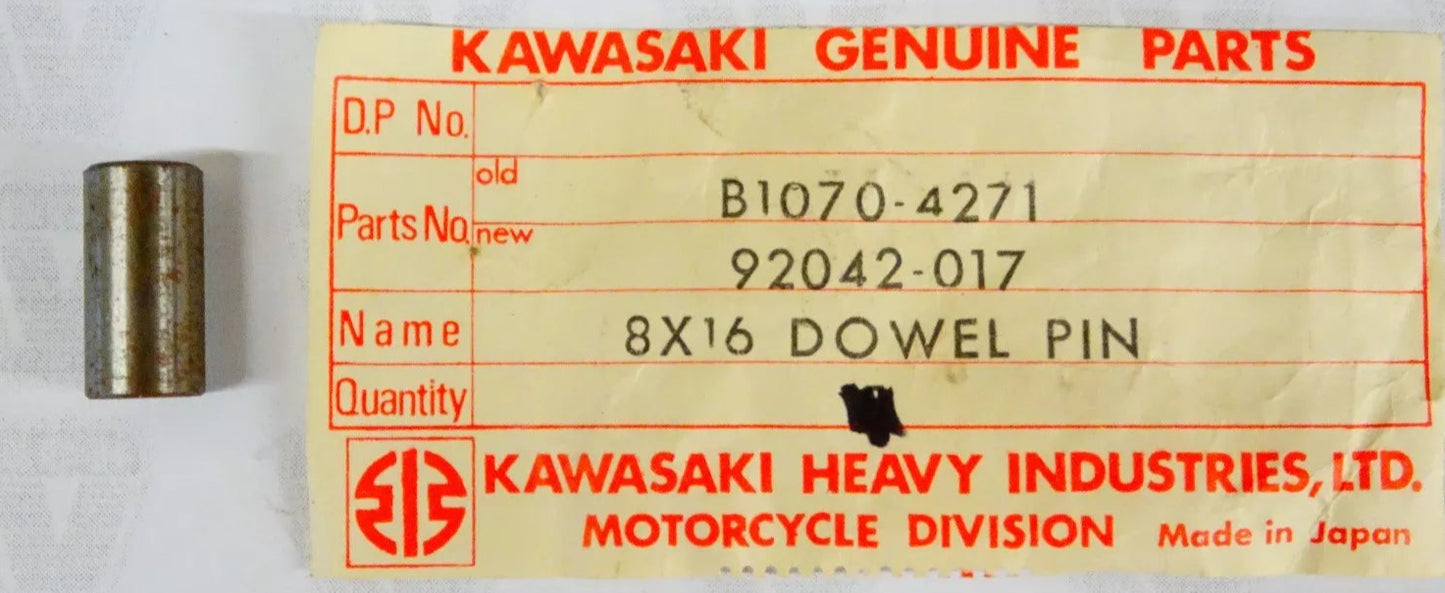 KAWASAKI GENUINE PARTS
D.P No.
Parts No. old B1070-4271
new 92042-017
Name 8X16 DOWEL PIN
Quantity
KAWASAKI HEAVY INDUSTRIES, LTD.
MOTORCYCLE DIVISION Made in Japan